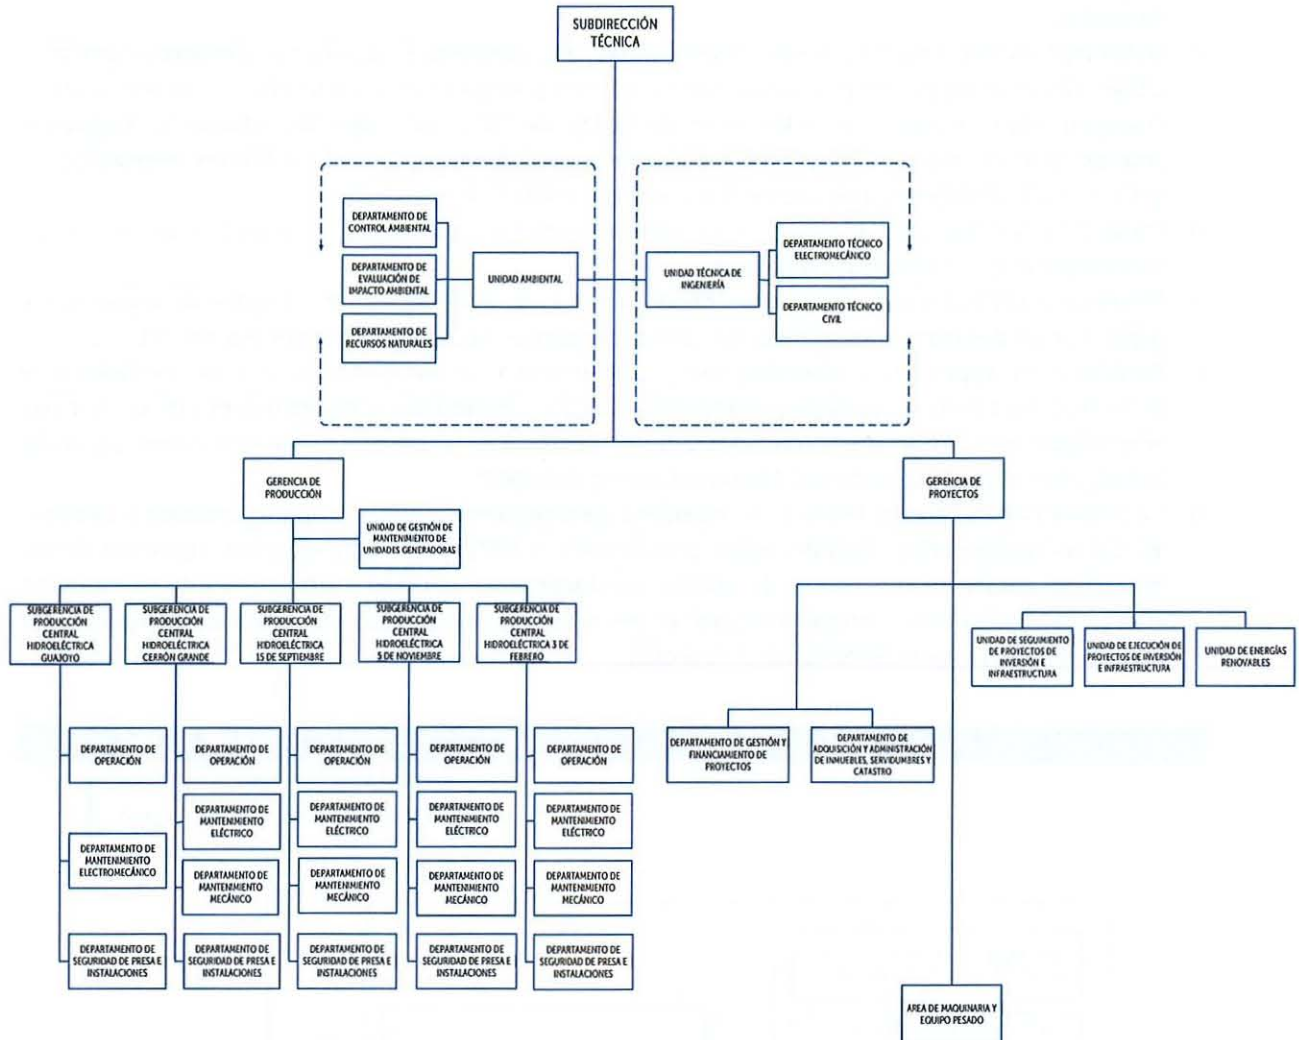 SUBDIRECCIÓN
TÉCNICA
DEPARTAMENTO DE
CONTROL AMBIENTAL
DEPARTAMENTO DE
EVALUACIÓN DE
IMPACTO AMBIENTAL
DEPARTAMENTO DE
RECURSOS NATURALES
UNIDAD AMBIENTAL
UNIDAD TÉCNICA DE
INGENIERÍA
DEPARTAMENTO TÉCNICO
ELECTROMECÁNICO
DEPARTAMENTO TÉCNICO
CIVIL
GERENCIA DE
PRODUCCIÓN
GERENCIA DE
PROYECTOS
UNIDAD DE GESTIÓN DE
MANTENIMIENTO DE
UNIDADES GENERADORAS
SUBGERENCIA DE
PRODUCCIÓN
CENTRAL
HIDROELÉCTRICA
GUAJOYO
SUBGERENCIA DE
PRODUCCIÓN
CENTRAL
HIDROELÉCTRICA
CERRÓN GRANDE
SUBGERENCIA DE
PRODUCCIÓN
CENTRAL
HIDROELÉCTRICA
15 DE SEPTIEMBRE
SUBGERENCIA DE
PRODUCCIÓN
CENTRAL
HIDROELÉCTRICA
5 DE NOVIEMBRE
SUBGERENCIA DE
PRODUCCIÓN
CENTRAL
HIDROELÉCTRICA 3 DE
FEBRERO
UNIDAD DE SEGUIMIENTO
DE PROYECTOS DE
INVERSIÓN E
INFRAESTRUCTURA
UNIDAD DE EJECUCIÓN DE
PROYECTOS DE INVERSIÓN
E INFRAESTRUCTURA
UNIDAD DE ENERGÍAS
RENOVABLES
DEPARTAMENTO DE
OPERACIÓN
DEPARTAMENTO DE
OPERACIÓN
DEPARTAMENTO DE
OPERACIÓN
DEPARTAMENTO DE
OPERACIÓN
DEPARTAMENTO DE
OPERACIÓN
DEPARTAMENTO DE GESTIÓN Y
FINANCIAMIENTO DE
PROYECTOS
DEPARTAMENTO DE
ADQUISICIÓN Y ADMINISTRACIÓN
DE INMUEBLES, SERVIDUMBRES Y
CATASTRO
DEPARTAMENTO DE
MANTENIMIENTO
ELECTROMECÁNICO
DEPARTAMENTO DE
MANTENIMIENTO
ELÉCTRICO
DEPARTAMENTO DE
MANTENIMIENTO
ELÉCTRICO
DEPARTAMENTO DE
MANTENIMIENTO
ELÉCTRICO
DEPARTAMENTO DE
MANTENIMIENTO
ELÉCTRICO
DEPARTAMENTO DE
MANTENIMIENTO
MECÁNICO
DEPARTAMENTO DE
MANTENIMIENTO
MECÁNICO
DEPARTAMENTO DE
MANTENIMIENTO
MECÁNICO
DEPARTAMENTO DE
MANTENIMIENTO
MECÁNICO
DEPARTAMENTO DE
SEGURIDAD DE PRESA E
INSTALACIONES
DEPARTAMENTO DE
SEGURIDAD DE PRESA E
INSTALACIONES
DEPARTAMENTO DE
SEGURIDAD DE PRESA E
INSTALACIONES
DEPARTAMENTO DE
SEGURIDAD DE PRESA E
INSTALACIONES
DEPARTAMENTO DE
SEGURIDAD DE PRESA E
INSTALACIONES
AREA DE MAQUINARIA Y
EQUIPO PESADO